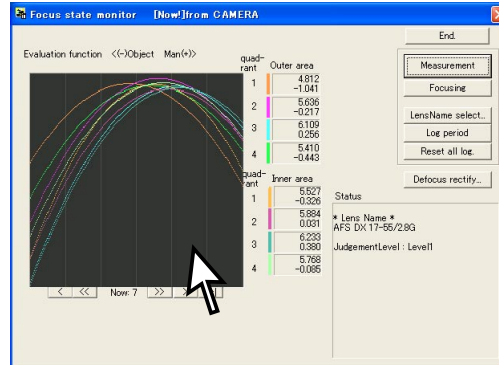 Focus state monitor [Now!]from CAMERA
End.
Evaluation function <(-)Object Man(+)>
quad-
rant
Outer area
1 4.812
-1.041
2 5.636
-0.217
3 6.109
0.256
4 5.410
-0.443
quad-
rant
Inner area
1 5.527
-0.326
2 5.884
0.031
3 6.233
0.380
4 5.768
-0.085
< << Now: 7 >> >
Measurement
Focusing
LensName select..
Log period
Reset all log.
Defocus rectify...
Status
* Lens Name *
AFS DX 17-55/2.8G
JudgementLevel : Level1